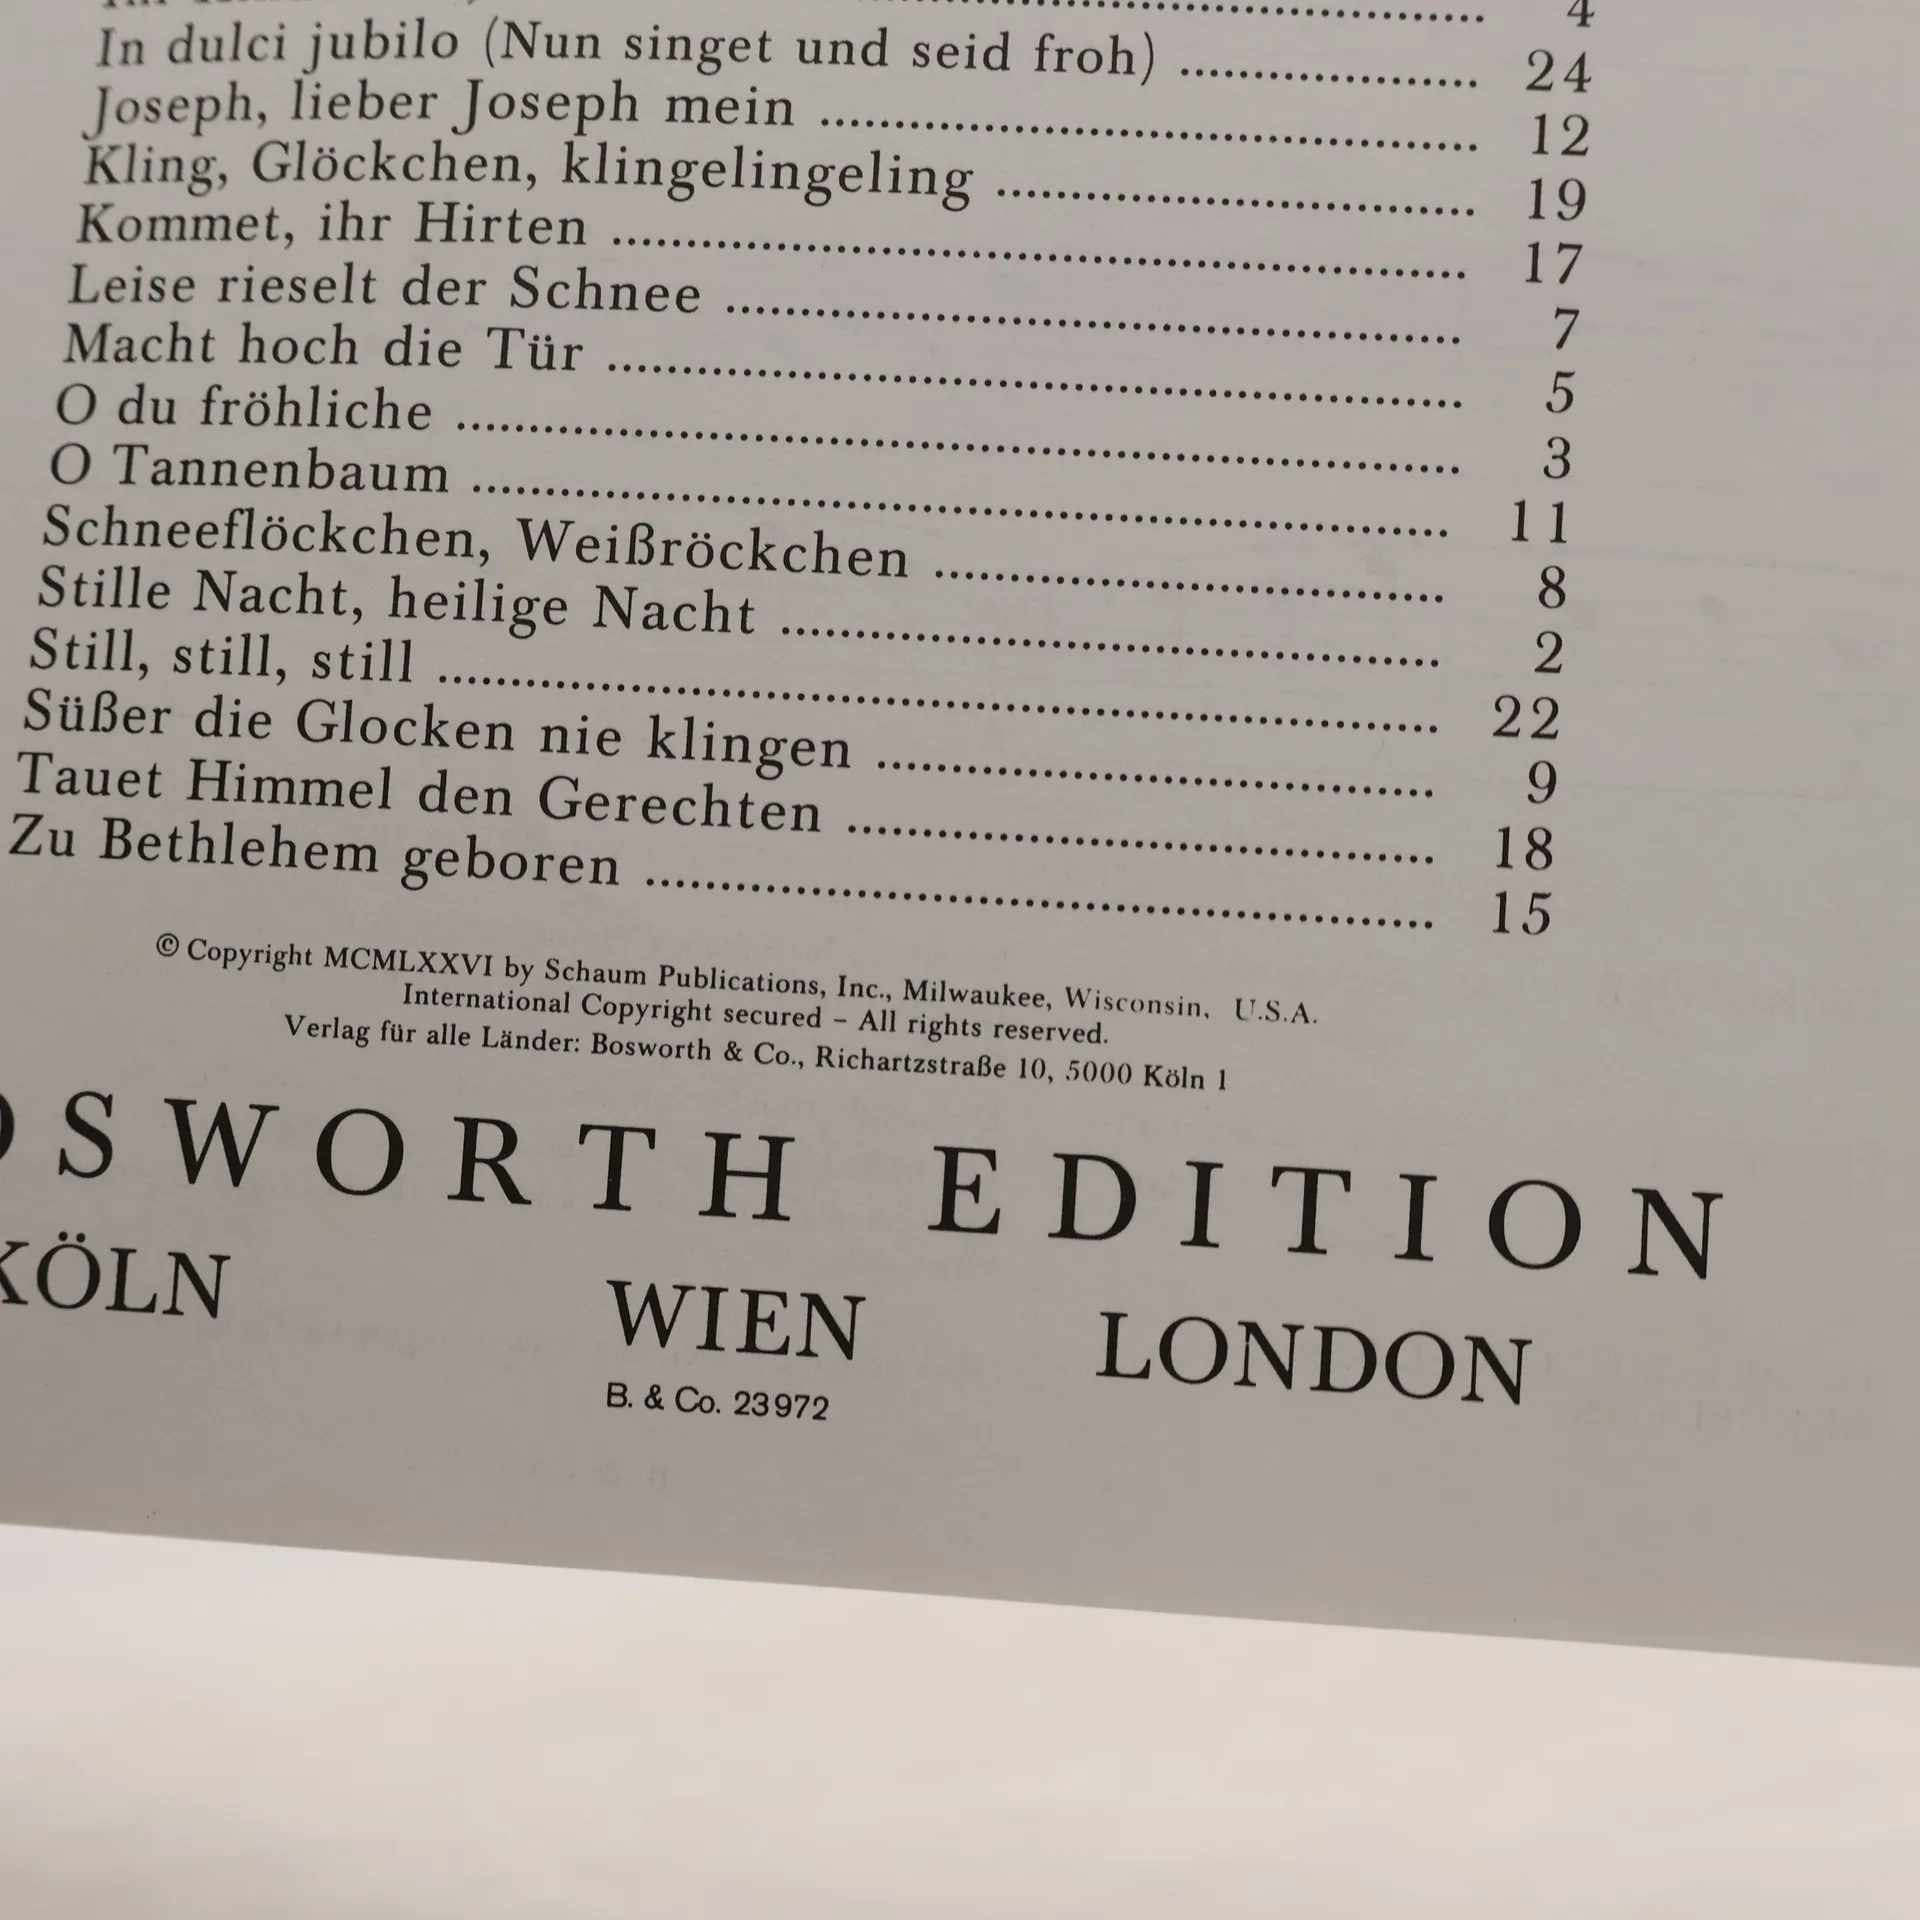 4
In dulci jubilo (Nun singet und seid froh) ..................... 24
Joseph, lieber Joseph mein ............................................. 12
Kling, Glöckchen, klingelingeling ................................. 19
Kommet, ihr Hirten .......................................................... 17
Leise rieselt der Schnee ................................................... 7
Macht hoch die Tür .......................................................... 5
O du fröhliche .................................................................... 3
O Tannenbaum ................................................................... 11
Schneeflöckchen, Weißröckchen ................................... 8
Stille Nacht, heilige Nacht ............................................. 2
Still, still, still .................................................................... 22
Süßer die Glocken nie klingen ...................................... 9
Tauet Himmel den Gerechten ........................................ 18
Zu Bethlehem geboren ..................................................... 15
© Copyright MCMLXXVI by Schaum Publications, Inc., Milwaukee, Wisconsin, U.S.A.
International Copyright secured – All rights reserved.
Verlag für alle Länder: Bosworth & Co., Richartzstraße 10, 5000 Köln 1
OSWORTH EDITION
KÖLN WIEN LONDON
B. & Co. 23972